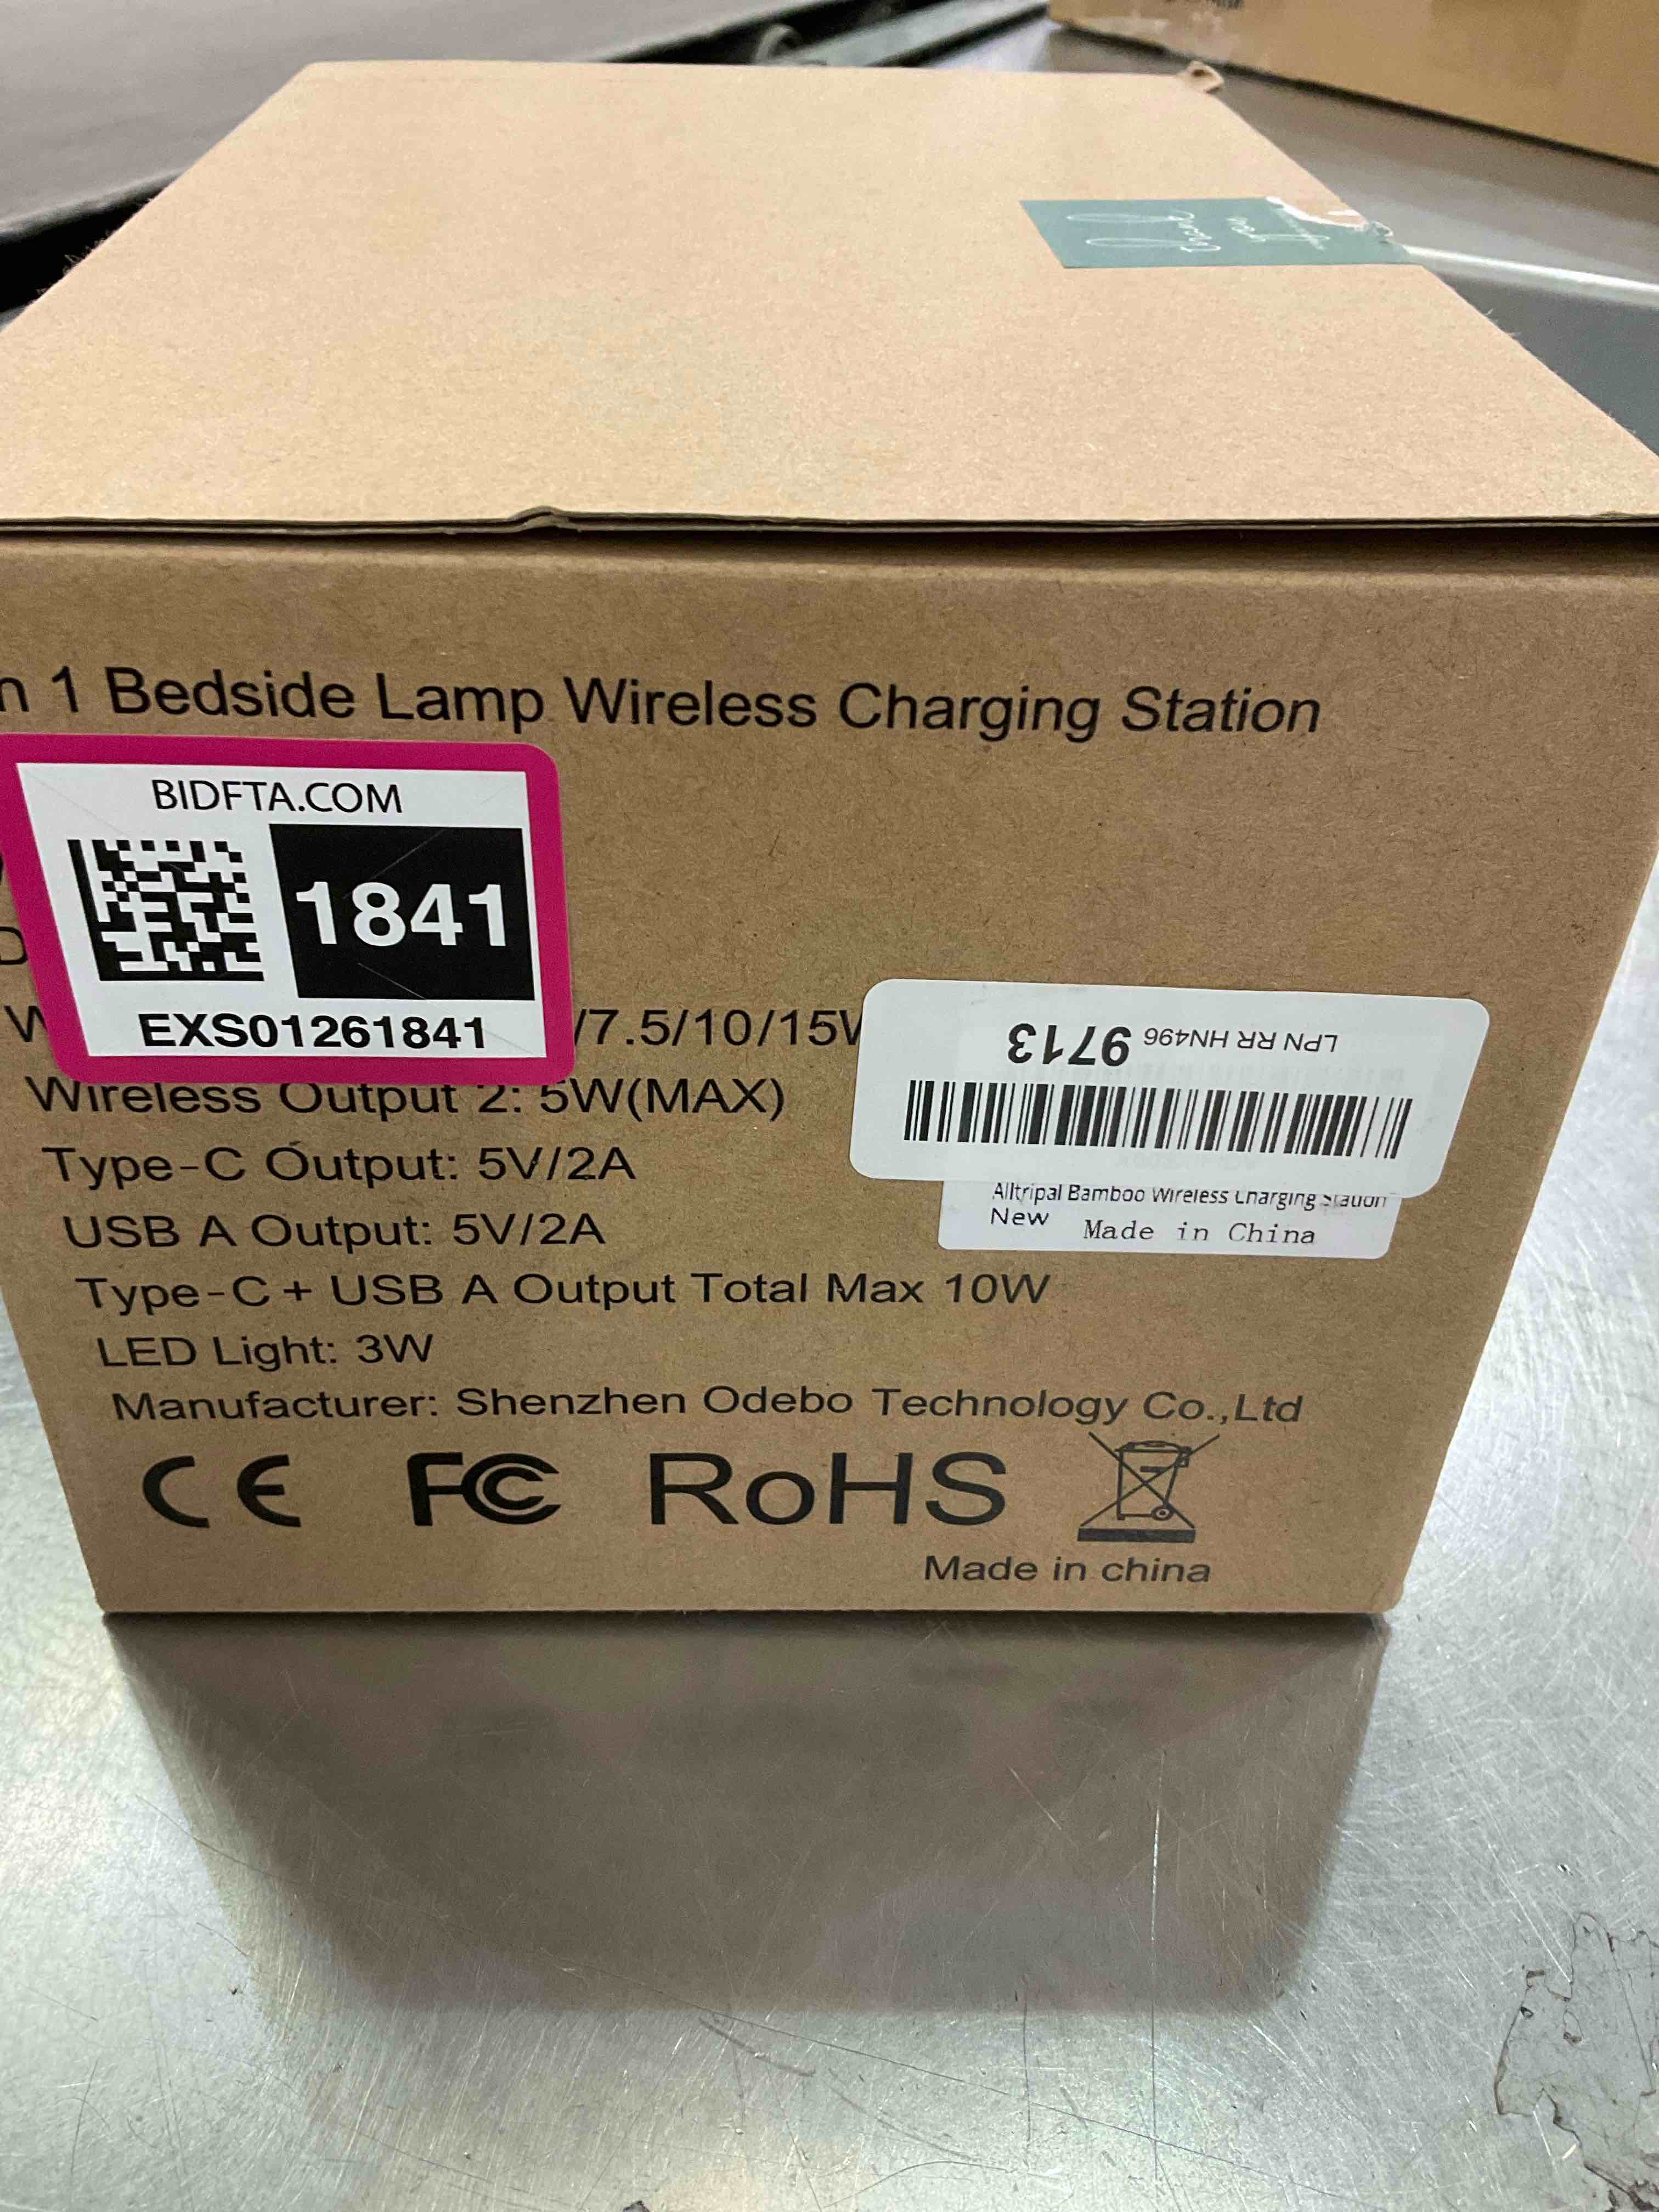 n 1 Bedside Lamp Wireless Charging Station
BIDFTA.COM
1841
EXS01261841
/7.5/10/15W
Wireless Output 2: 5W(MAX)
Type-C Output: 5V/2A
USB A Output: 5V/2A
Type-C + USB A Output Total Max 10W
LED Light: 3W
Manufacturer: Shenzhen Odebo Technology Co.,Ltd
CE FC RoHS
Made in china
LPN RR HN496 9713
Alltripal Bamboo Wireless Charging Station
New Made in China